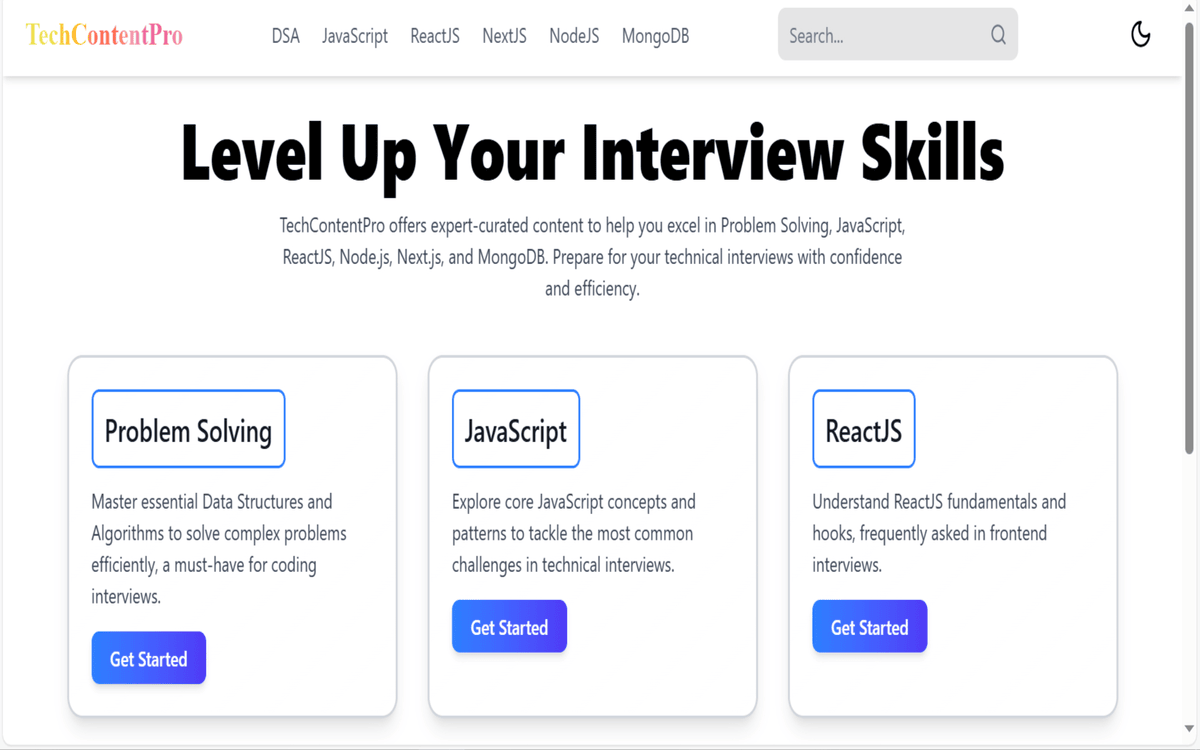 TechContentPro
DSA JavaScript ReactJS NextJS NodeJS MongoDB
Search...
Level Up Your Interview Skills
TechContentPro offers expert-curated content to help you excel in Problem Solving, JavaScript,
ReactJS, Node.js, Next.js, and MongoDB. Prepare for your technical interviews with confidence
and efficiency.
Problem Solving
Master essential Data Structures and
Algorithms to solve complex problems
efficiently, a must-have for coding
interviews.
Get Started
JavaScript
Explore core JavaScript concepts and
patterns to tackle the most common
challenges in technical interviews.
Get Started
ReactJS
Understand ReactJS fundamentals and
hooks, frequently asked in frontend
interviews.
Get Started